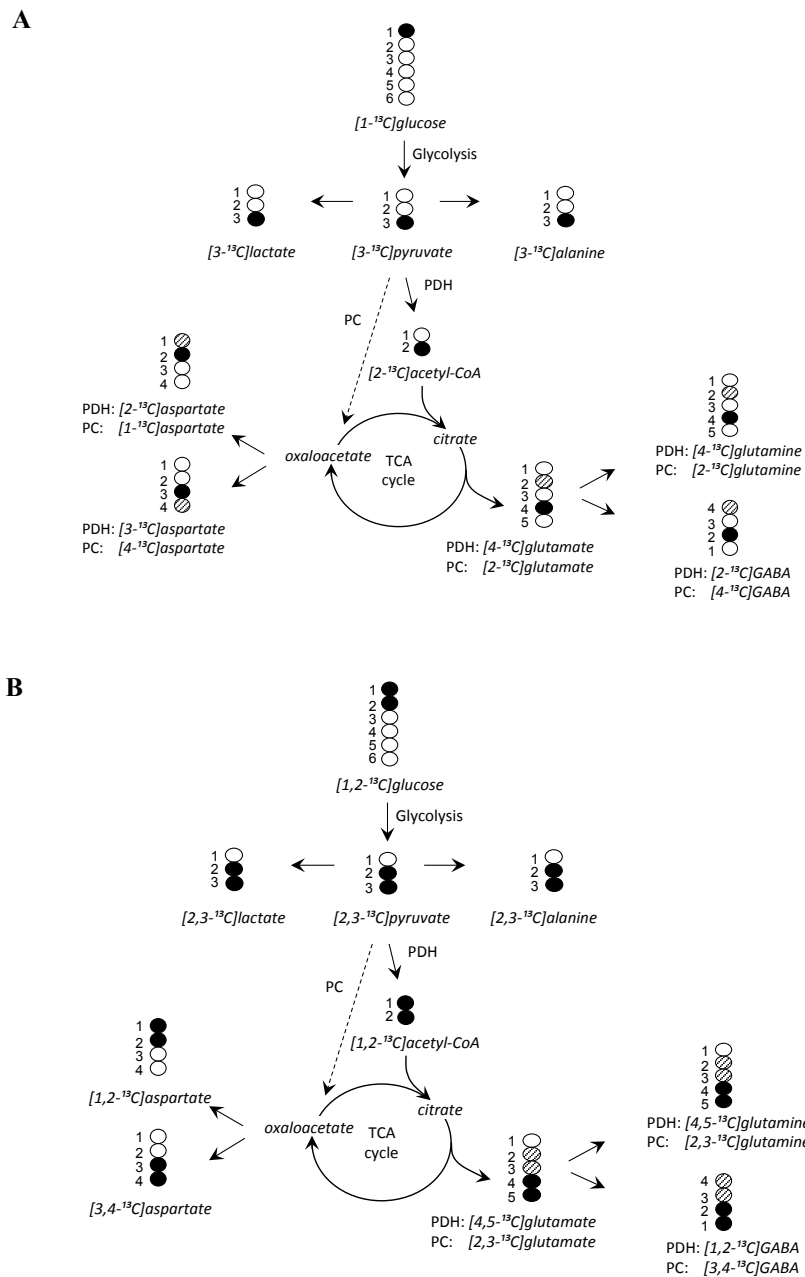 A
1
2
3
4
5
6
[1-¹³C]glucose
Glycolysis
1
2
3
1
2
3
1
2
3
[3-¹³C]lactate
[3-¹³C]pyruvate
[3-¹³C]alanine
PDH
PC
1
2
[2-¹³C]acetyl-CoA
1
2
3
4
PDH: [2-¹³C]aspartate
PC: [1-¹³C]aspartate
oxaloacetate
citrate
TCA
cycle
1
2
3
4
PDH: [3-¹³C]aspartate
PC: [4-¹³C]aspartate
1
2
3
4
5
PDH: [4-¹³C]glutamate
PC: [2-¹³C]glutamate
1
2
3
4
5
PDH: [4-¹³C]glutamine
PC: [2-¹³C]glutamine
4
3
2
1
PDH: [2-¹³C]GABA
PC: [4-¹³C]GABA
B
1
2
3
4
5
6
[1,2-¹³C]glucose
Glycolysis
1
2
3
1
2
3
1
2
3
[2,3-¹³C]lactate
[2,3-¹³C]pyruvate
[2,3-¹³C]alanine
PDH
PC
1
2
[1,2-¹³C]acetyl-CoA
1
2
3
4
[1,2-¹³C]aspartate
oxaloacetate
citrate
TCA
cycle
1
2
3
4
[3,4-¹³C]aspartate
1
2
3
4
5
PDH: [4,5-¹³C]glutamate
PC: [2,3-¹³C]glutamate
1
2
3
4
5
PDH: [4,5-¹³C]glutamine
PC: [2,3-¹³C]glutamine
4
3
2
1
PDH: [1,2-¹³C]GABA
PC: [3,4-¹³C]GABA